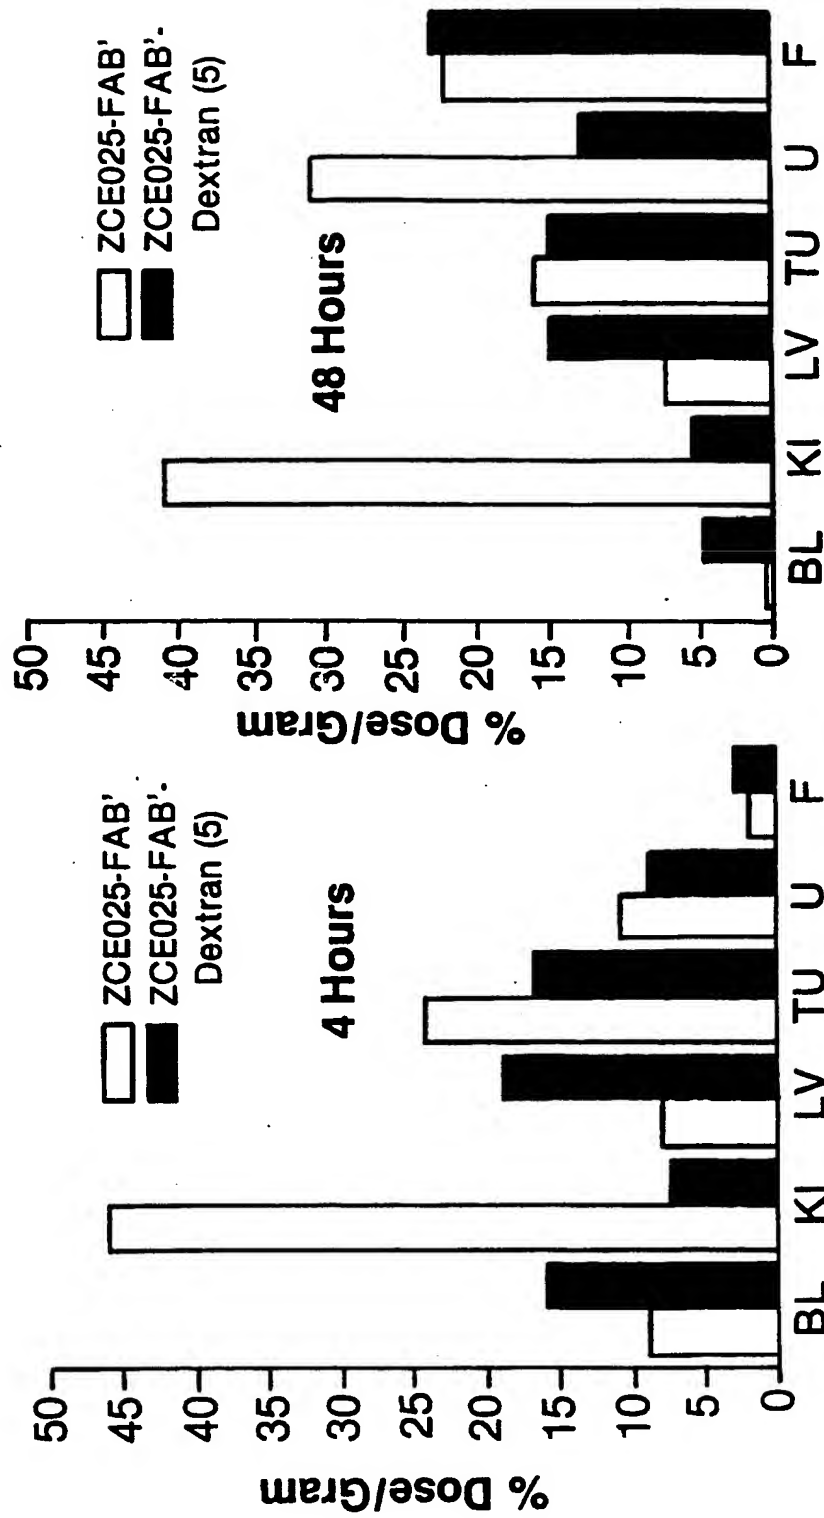 % Dose/Gram
50
45
40
35
30
25
20
15
10
5
0
ZCE025-FAB'
ZCE025-FAB'-
Dextran (5)
4 Hours
BL KI LV TU U F
% Dose/Gram
50
45
40
35
30
25
20
15
10
5
0
ZCE025-FAB'
ZCE025-FAB'-
Dextran (5)
48 Hours
BL KI LV TU U F